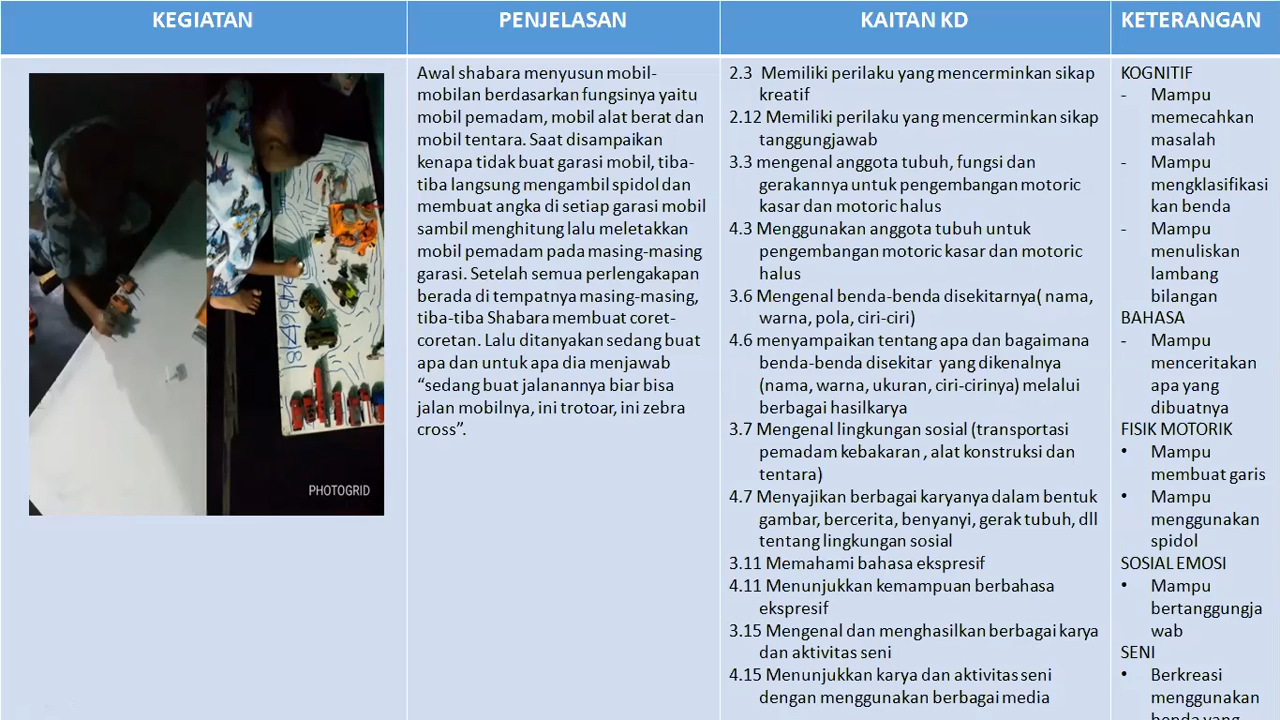 KEGIATAN
PENJELASAN
KAITAN KD
KETERANGAN
PHOTOGRID
Awal shabara menyusun mobil-
mobilan berdasarkan fungsinya yaitu
mobil pemadam, mobil alat berat dan
mobil tentara. Saat disampaikan
kenapa tidak buat garasi mobil, tiba-
tiba langsung mengambil spidol dan
membuat angka di setiap garasi mobil
sambil menghitung lalu meletakkan
mobil pemadam pada masing-masing
garasi. Setelah semua perlengakapan
berada di tempatnya masing-masing,
tiba-tiba Shabara membuat coret-
coretan. Lalu ditanyakan sedang buat
apa dan untuk apa dia menjawab
“sedang buat jalanannya biar bisa
jalan mobilnya, ini trotoar, ini zebra
cross”.
2.3 Memiliki perilaku yang mencerminkan sikap
kreatif
2.12 Memiliki perilaku yang mencerminkan sikap
tanggungjawab
3.3 mengenal anggota tubuh, fungsi dan
gerakannya untuk pengembangan motoric
kasar dan motoric halus
4.3 Menggunakan anggota tubuh untuk
pengembangan motoric kasar dan motoric
halus
3.6 Mengenal benda-benda disekitarnya( nama,
warna, pola, ciri-ciri)
4.6 menyampaikan tentang apa dan bagaimana
benda-benda disekitar yang dikenalnya
(nama, warna, ukuran, ciri-cirinya) melalui
berbagai hasilkarya
3.7 Mengenal lingkungan sosial (transportasi
pemadam kebakaran , alat konstruksi dan
tentara)
4.7 Menyajikan berbagai karyanya dalam bentuk
gambar, bercerita, benyanyi, gerak tubuh, dll
tentang lingkungan sosial
3.11 Memahami bahasa ekspresif
4.11 Menunjukkan kemampuan berbahasa
ekspresif
3.15 Mengenal dan menghasilkan berbagai karya
dan aktivitas seni
4.15 Menunjukkan karya dan aktivitas seni
dengan menggunakan berbagai media
KOGNITIF
- Mampu
memecahkan
masalah
- Mampu
mengklasifikasi
kan benda
- Mampu
menuliskan
lambang
bilangan
BAHASA
- Mampu
menceritakan
apa yang
dibuatnya
FISIK MOTORIK
• Mampu
membuat garis
• Mampu
menggunakan
spidol
SOSIAL EMOSI
• Mampu
bertanggungja
wab
SENI
• Berkreasi
menggunakan
benda yang